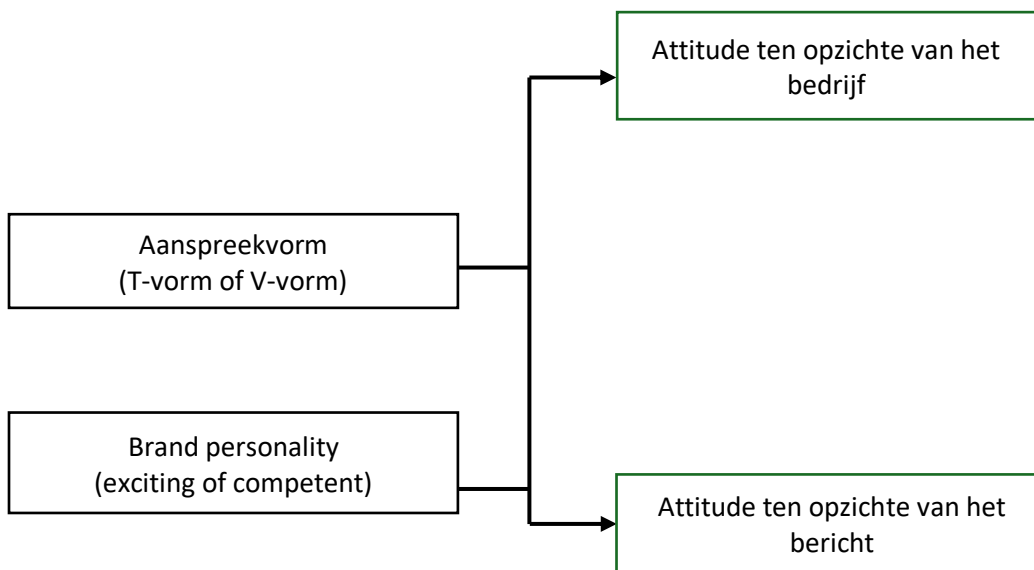 Attitude ten opzichte van het
bedrijf
Aanspreekvorm
(T-vorm of V-vorm)
Brand personality
(exciting of competent)
Attitude ten opzichte van het
bericht